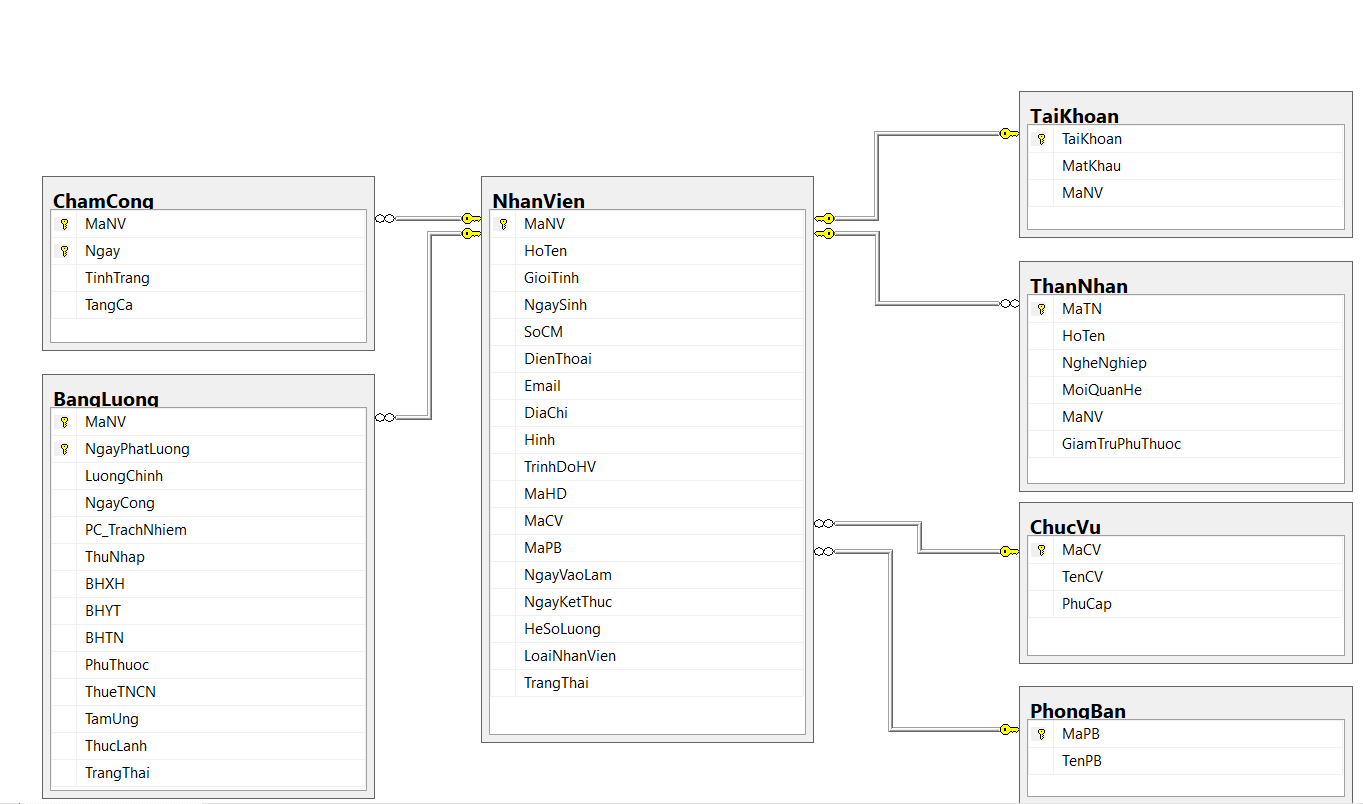 ChamCong
MaNV
Ngay
TinhTrang
TangCa
BangLuong
MaNV
NgayPhatLuong
LuongChinh
NgayCong
PC_TrachNhiem
ThuNhap
BHXH
BHYT
BHTN
PhuThuoc
ThueTNCN
TamUng
ThucLanh
TrangThai
NhanVien
MaNV
HoTen
GioiTinh
NgaySinh
SoCM
DienThoai
Email
DiaChi
Hinh
TrinhDoHV
MaHD
MaCV
MaPB
NgayVaoLam
NgayKetThuc
HeSoLuong
LoaiNhanVien
TrangThai
TaiKhoan
TaiKhoan
MatKhau
MaNV
ThanNhan
MaTN
HoTen
NgheNghiep
MoiQuanHe
MaNV
GiamTruPhuThuoc
ChucVu
MaCV
TenCV
PhuCap
PhongBan
MaPB
TenPB